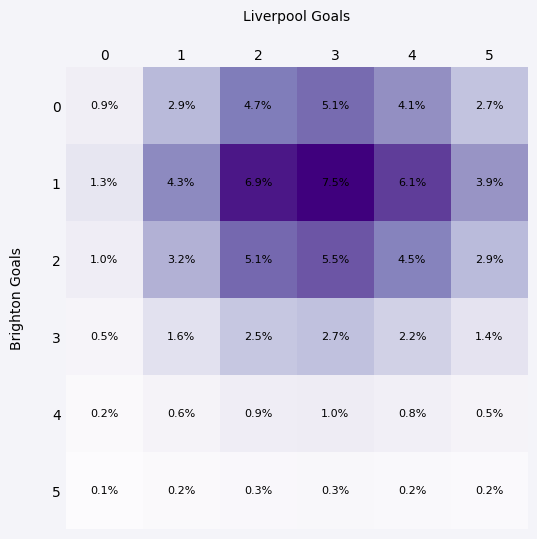 Liverpool Goals
0 1 2 3 4 5
0 0.9% 2.9% 4.7% 5.1% 4.1% 2.7%
1 1.3% 4.3% 6.9% 7.5% 6.1% 3.9%
2 1.0% 3.2% 5.1% 5.5% 4.5% 2.9%
3 0.5% 1.6% 2.5% 2.7% 2.2% 1.4%
4 0.2% 0.6% 0.9% 1.0% 0.8% 0.5%
5 0.1% 0.2% 0.3% 0.3% 0.2% 0.2%
Brighton Goals